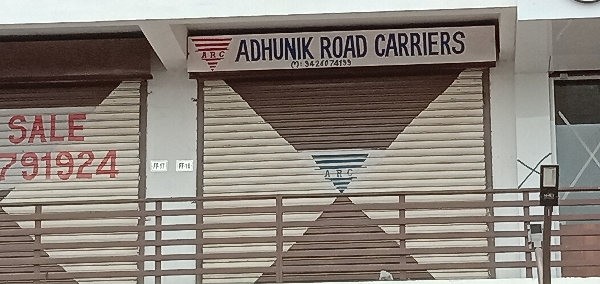 ARC
ADHUNIK ROAD CARRIERS
SALE
791924
FF-17
FF-16
ARC